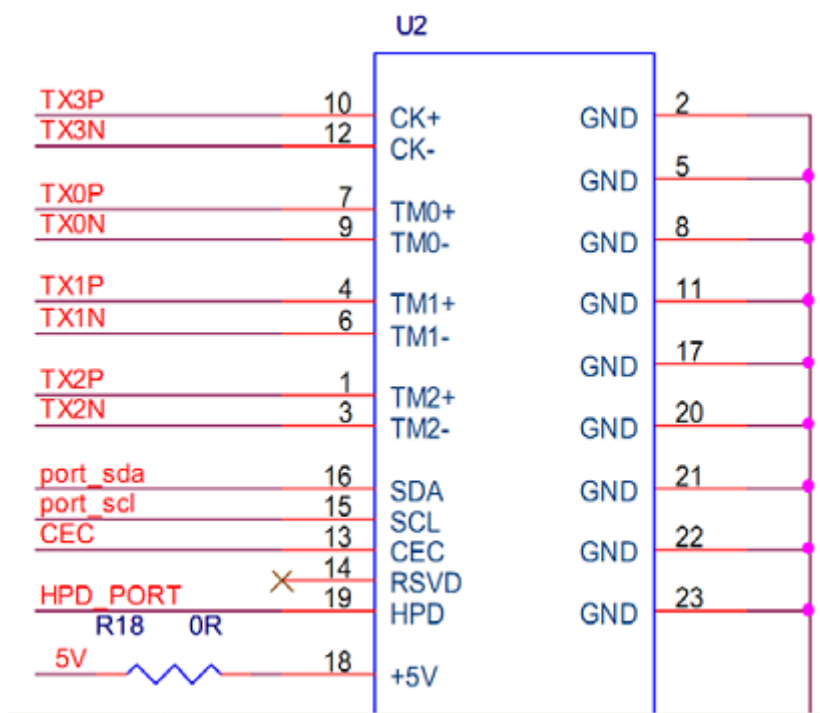 U2
TX3P 10 CK+ GND 2
TX3N 12 CK-
GND 5
TX0P 7 TM0+
TX0N 9 TM0- GND 8
TX1P 4 TM1+ GND 11
TX1N 6 TM1-
GND 17
TX2P 1 TM2+
TX2N 3 TM2- GND 20
port_sda 16 SDA GND 21
port_scl 15 SCL
CEC 13 CEC GND 22
14 RSVD
HPD_PORT 19 HPD GND 23
R18 0R
5V 18 +5V